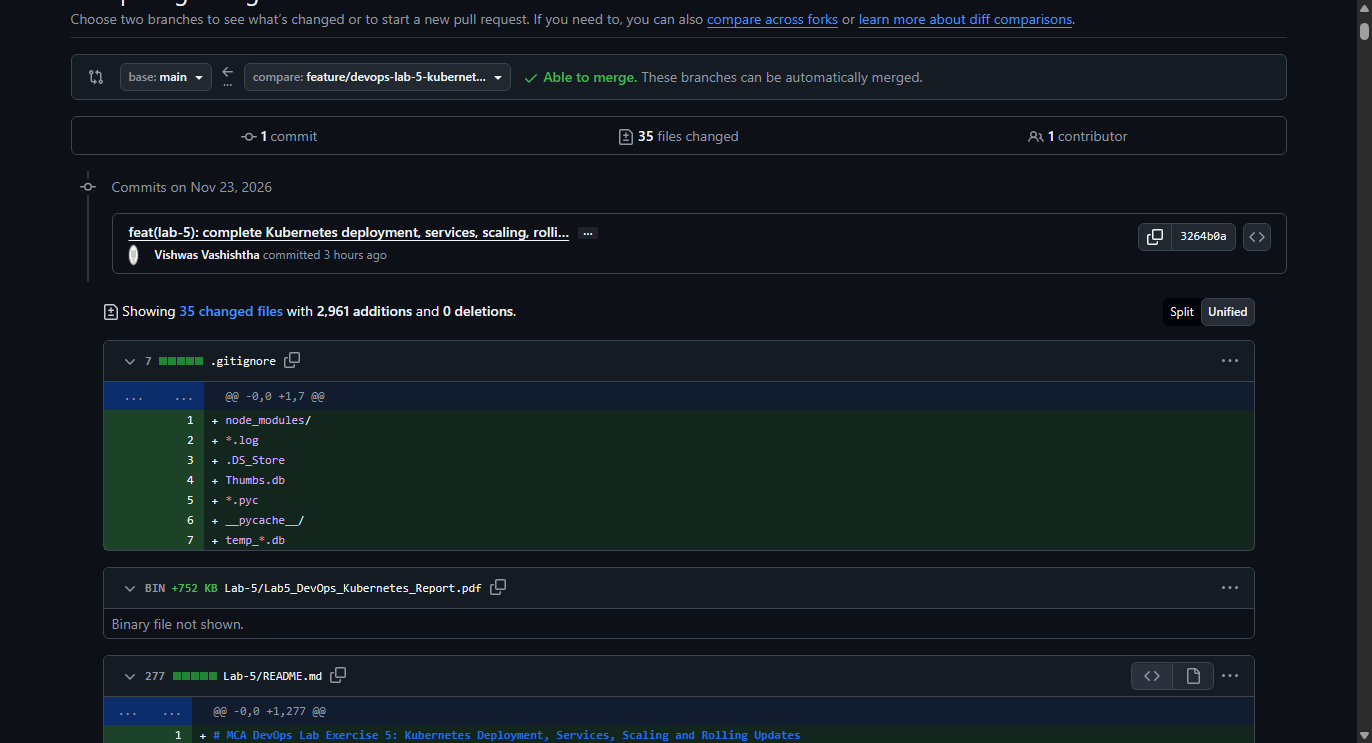 Choose two branches to see what's changed or to start a new pull request. If you need to, you can also compare across forks or learn more about diff comparisons.
base: main
compare: feature/devops-lab-5-kubernet...
Able to merge. These branches can be automatically merged.
1 commit
35 files changed
1 contributor
Commits on Nov 23, 2026
feat(lab-5): complete Kubernetes deployment, services, scaling, rolli... ...
3264b0a
Vishwas Vashishtha committed 3 hours ago
Showing 35 changed files with 2,961 additions and 0 deletions.
Split Unified
7 .gitignore
... ... @@ -0,0 +1,7 @@
1 + node_modules/
2 + *.log
3 + .DS_Store
4 + Thumbs.db
5 + *.pyc
6 + __pycache__/
7 + temp_*.db
BIN +752 KB Lab-5/Lab5_DevOps_Kubernetes_Report.pdf
Binary file not shown.
277 Lab-5/README.md
... ... @@ -0,0 +1,277 @@
1 + # MCA DevOps Lab Exercise 5: Kubernetes Deployment, Services, Scaling and Rolling Updates